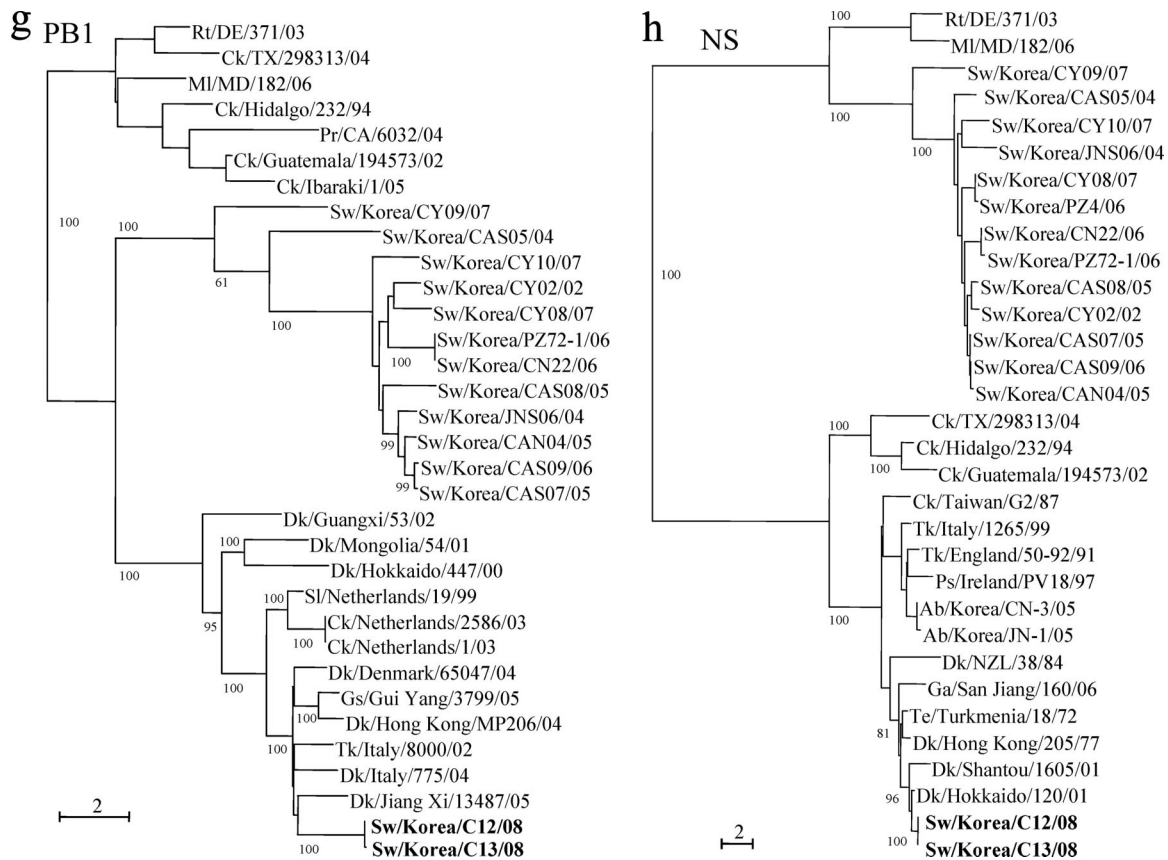 g PB1
Rt/DE/371/03
Ck/TX/298313/04
Ml/MD/182/06
Ck/Hidalgo/232/94
Pr/CA/6032/04
Ck/Guatemala/194573/02
Ck/Ibaraki/1/05
100
100
Sw/Korea/CY09/07
Sw/Korea/CAS05/04
61
Sw/Korea/CY10/07
Sw/Korea/CY02/02
Sw/Korea/CY08/07
100
Sw/Korea/PZ72-1/06
100
Sw/Korea/CN22/06
Sw/Korea/CAS08/05
Sw/Korea/JNS06/04
99
Sw/Korea/CAN04/05
Sw/Korea/CAS09/06
99
Sw/Korea/CAS07/05
Dk/Guangxi/53/02
100
Dk/Mongolia/54/01
100
Dk/Hokkaido/447/00
100
Sl/Netherlands/19/99
95
Ck/Netherlands/2586/03
100
Ck/Netherlands/1/03
100
Dk/Denmark/65047/04
Gs/Gui Yang/3799/05
100
Dk/Hong Kong/MP206/04
100
Tk/Italy/8000/02
Dk/Italy/775/04
Dk/Jiang Xi/13487/05
2
Sw/Korea/C12/08
100
Sw/Korea/C13/08
h NS
100
Rt/DE/371/03
Ml/MD/182/06
100
Sw/Korea/CY09/07
Sw/Korea/CAS05/04
100
Sw/Korea/CY10/07
Sw/Korea/JNS06/04
Sw/Korea/CY08/07
Sw/Korea/PZ4/06
Sw/Korea/CN22/06
Sw/Korea/PZ72-1/06
100
Sw/Korea/CAS08/05
Sw/Korea/CY02/02
Sw/Korea/CAS07/05
Sw/Korea/CAS09/06
Sw/Korea/CAN04/05
100
Ck/TX/298313/04
Ck/Hidalgo/232/94
100
Ck/Guatemala/194573/02
Ck/Taiwan/G2/87
Tk/Italy/1265/99
Tk/England/50-92/91
Ps/Ireland/PV18/97
100
Ab/Korea/CN-3/05
Ab/Korea/JN-1/05
Dk/NZL/38/84
Ga/San Jiang/160/06
Te/Turkmenia/18/72
81
Dk/Hong Kong/205/77
Dk/Shantou/1605/01
96
Dk/Hokkaido/120/01
Sw/Korea/C12/08
100
2
Sw/Korea/C13/08